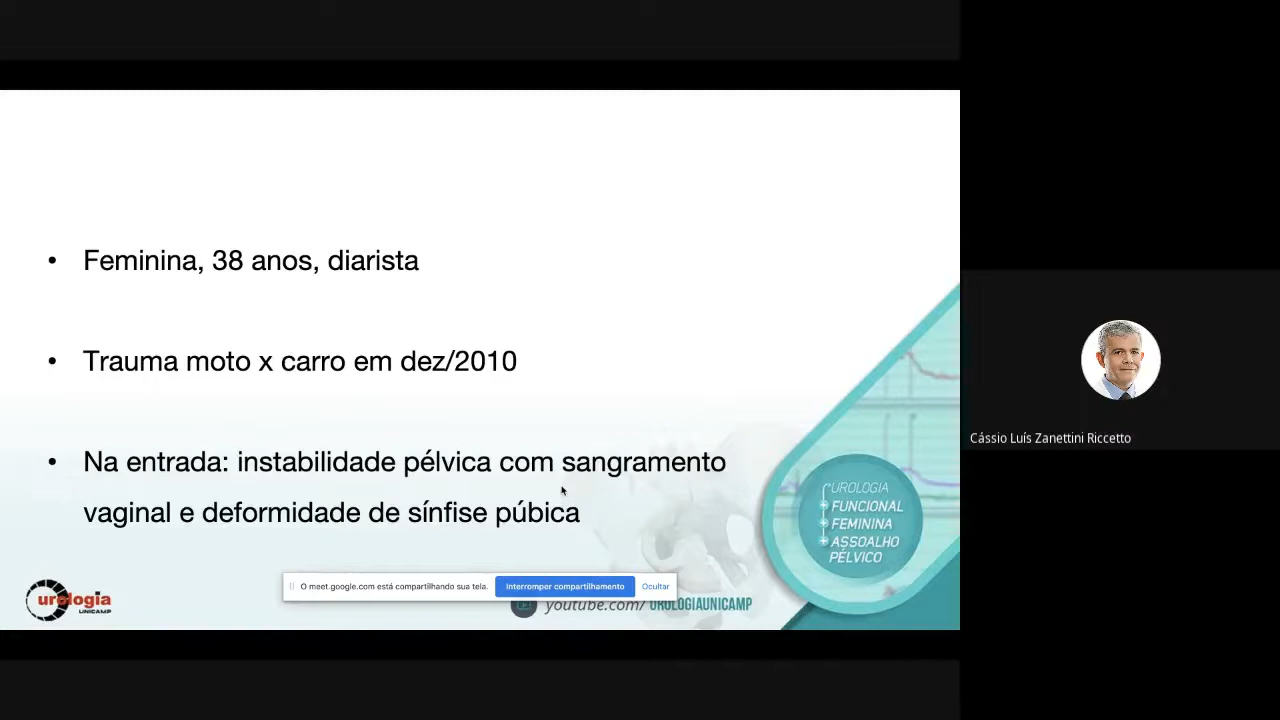 • Feminina, 38 anos, diarista
• Trauma moto x carro em dez/2010
• Na entrada: instabilidade pélvica com sangramento
vaginal e deformidade de sínfise púbica
UROLOGIA
FUNCIONAL
FEMININA
ASSOALHO
PÉLVICO
O meet.google.com está compartilhando sua tela.
Interromper compartilhamento
Ocultar
urologia
UNICAMP
youtube.com/UROLOGIAUNICAMP
Cássio Luís Zanettini Riccetto